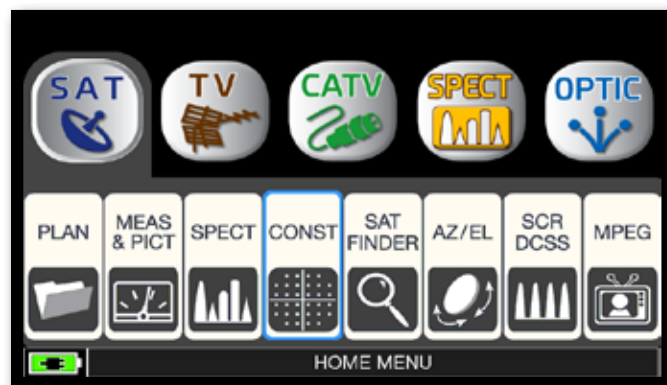 SAT
TV
CATV
SPECT
OPTIC
PLAN
MEAS
& PICT
SPECT
CONST
SAT
FINDER
AZ/EL
SCR
DCSS
MPEG
HOME MENU